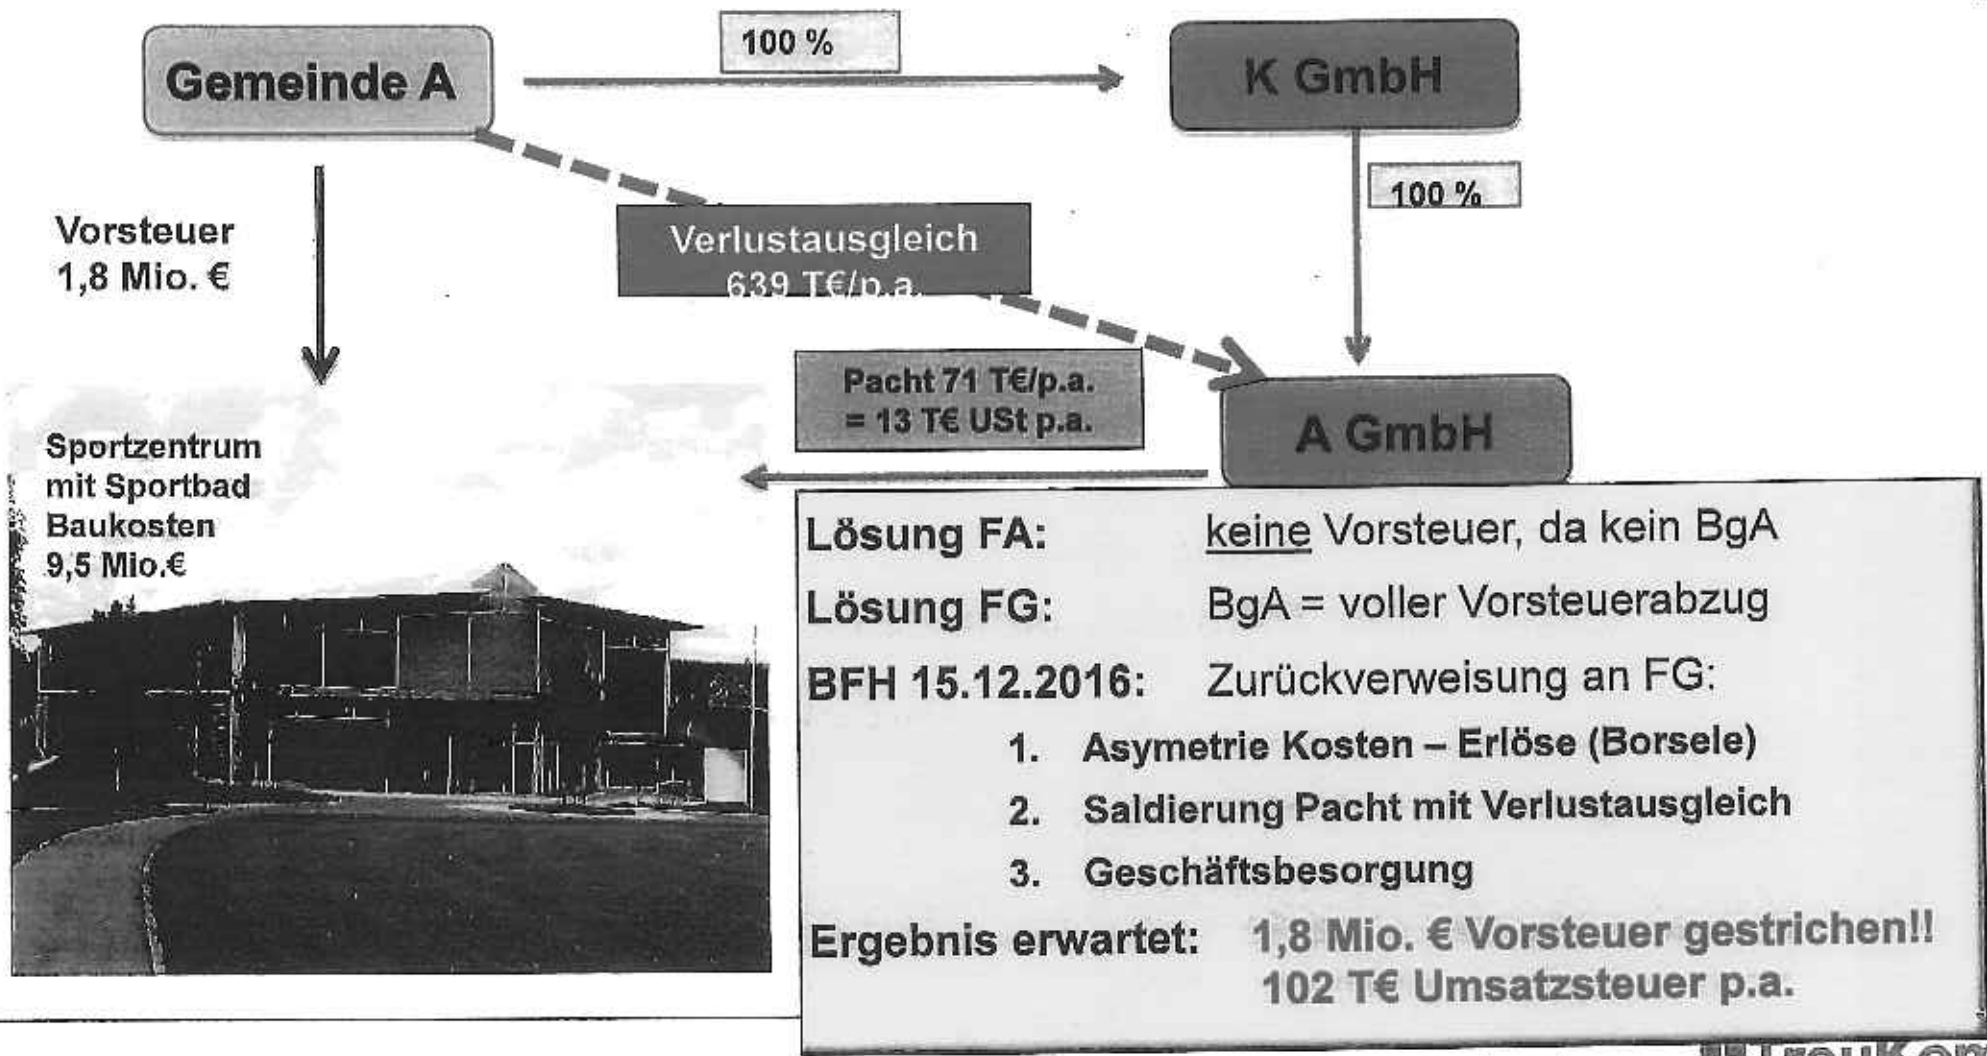 Gemeinde A
100 %
K GmbH
100 %
Vorsteuer
1,8 Mio. €
Verlustausgleich
639 T€/p.a.
Pacht 71 T€/p.a.
= 13 T€ USt p.a.
A GmbH
Sportzentrum
mit Sportbad
Baukosten
9,5 Mio.€
Lösung FA: keine Vorsteuer, da kein BgA
Lösung FG: BgA = voller Vorsteuerabzug
BFH 15.12.2016: Zurückverweisung an FG:
1. Asymetrie Kosten – Erlöse (Borsele)
2. Saldierung Pacht mit Verlustausgleich
3. Geschäftsbesorgung
Ergebnis erwartet: 1,8 Mio. € Vorsteuer gestrichen!!
102 T€ Umsatzsteuer p.a.